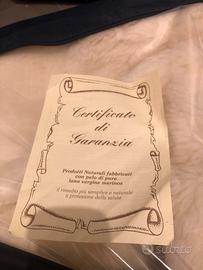 Certificato
di
Garanzia
Prodotti Naturali fabbricati
con pelo di pura
lana vergine merinos
il rimedio più semplice e naturale
a protezione della salute
subito